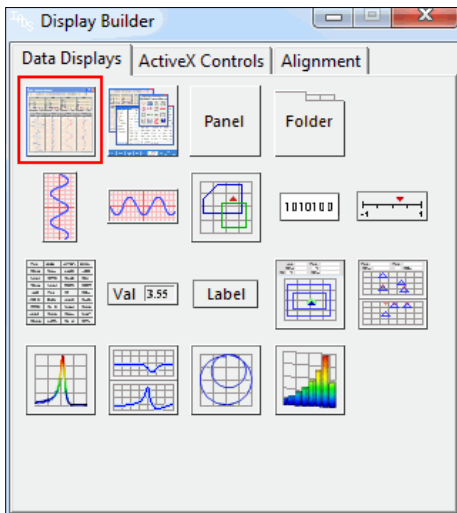 Display Builder
Data Displays ActiveX Controls Alignment
Panel Folder
1010100
-1 1
Val 3.55 Label